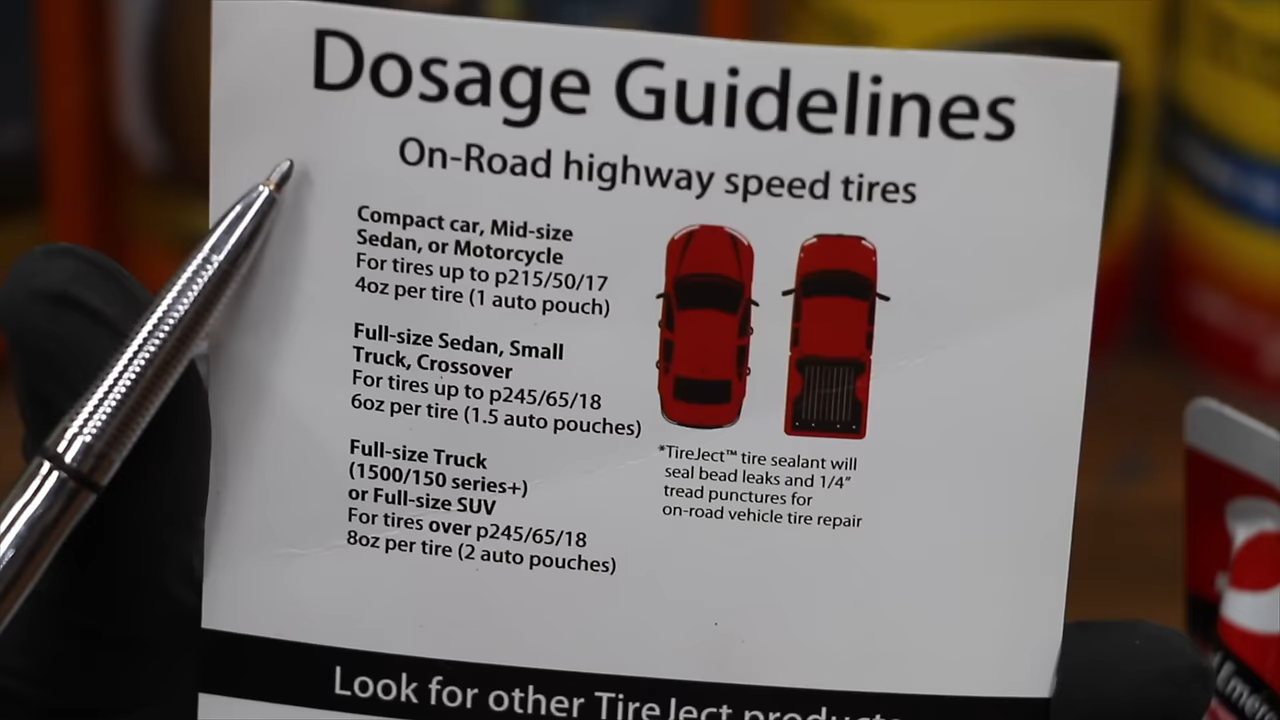 Dosage Guidelines
On-Road highway speed tires
Compact car, Mid-size
Sedan, or Motorcycle
For tires up to p215/50/17
4oz per tire (1 auto pouch)
Full-size Sedan, Small
Truck, Crossover
For tires up to p245/65/18
6oz per tire (1.5 auto pouches)
Full-size Truck
(1500/150 series+)
or Full-size SUV
For tires over p245/65/18
8oz per tire (2 auto pouches)
*TireJect™ tire sealant will
seal bead leaks and 1/4”
tread punctures for
on-road vehicle tire repair
Look for other TireJect products